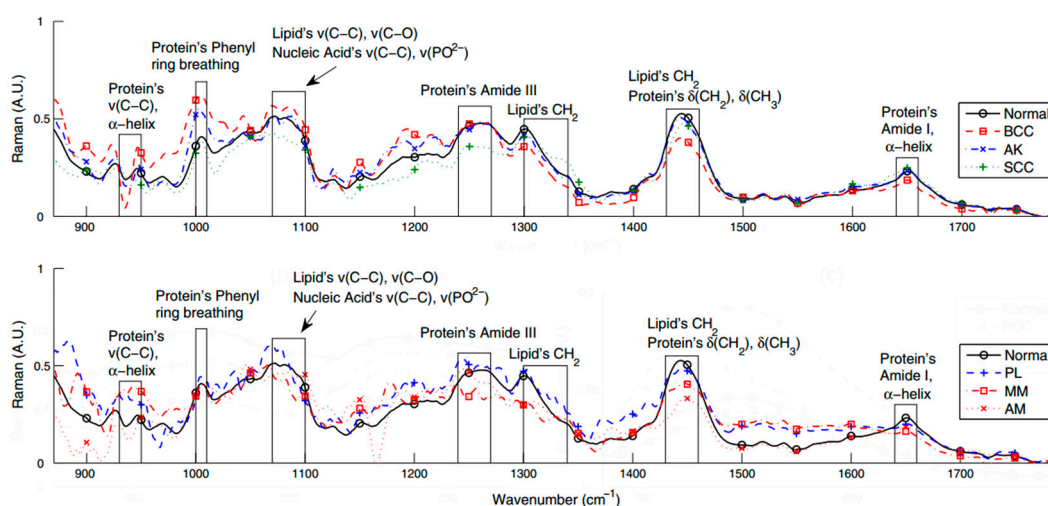 1
Lipid's ν(C–C), ν(C–O)
Nucleic Acid's ν(C–C), ν(PO²⁻)
Protein's Phenyl
ring breathing
Protein's
ν(C–C),
α–helix
Protein's Amide III
Lipid's CH₂
Lipid's CH₂
Protein's δ(CH₂), δ(CH₃)
Protein's
Amide I,
α–helix
Normal
BCC
AK
SCC
Raman (A.U.)
0.5
0
900 1000 1100 1200 1300 1400 1500 1600 1700
1
Lipid's ν(C–C), ν(C–O)
Nucleic Acid's ν(C–C), ν(PO²⁻)
Protein's Phenyl
ring breathing
Protein's
ν(C–C),
α–helix
Protein's Amide III
Lipid's CH₂
Lipid's CH₂
Protein's δ(CH₂), δ(CH₃)
Protein's
Amide I,
α–helix
Normal
PL
MM
AM
Raman (A.U.)
0.5
0
900 1000 1100 1200 1300 1400 1500 1600 1700
Wavenumber (cm⁻¹)